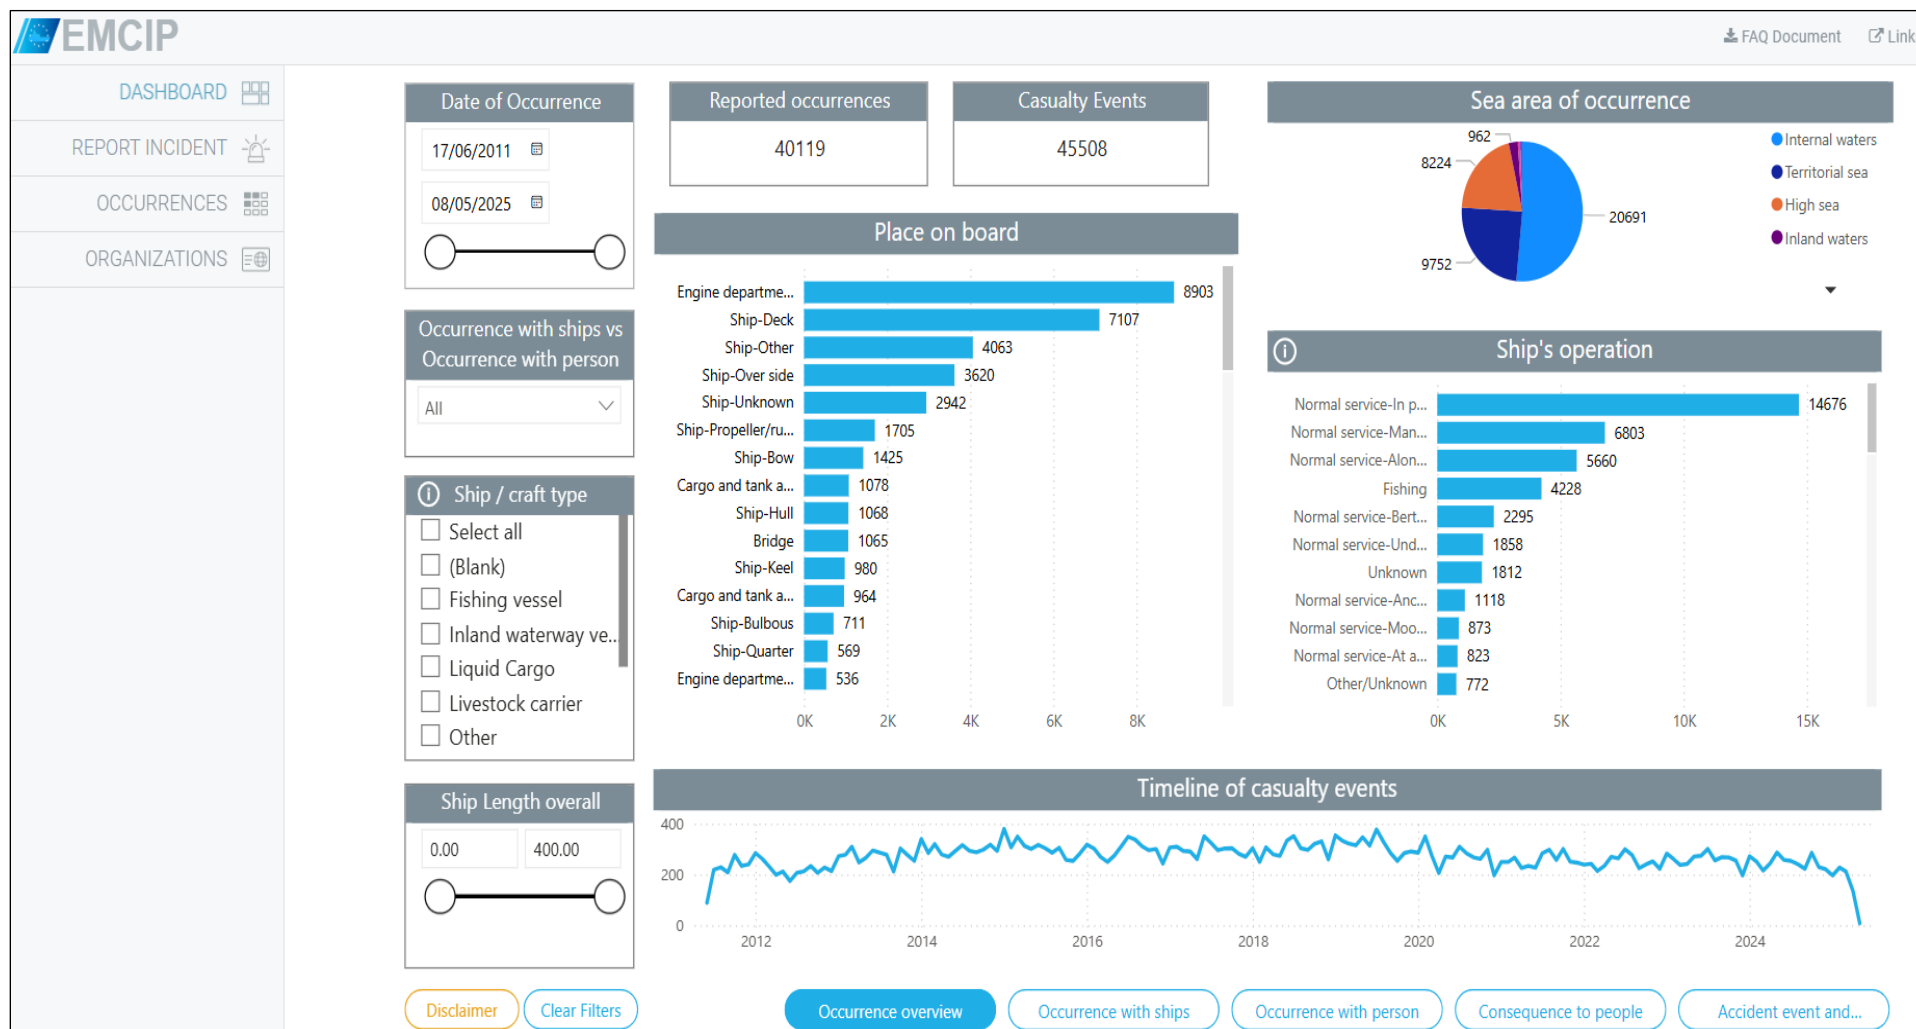 EMCIP
FAQ Document
Link
DASHBOARD
REPORT INCIDENT
OCCURRENCES
ORGANIZATIONS
Date of Occurrence
17/06/2011
08/05/2025
Occurrence with ships vs
Occurrence with person
All
Ship / craft type
Select all
(Blank)
Fishing vessel
Inland waterway ve...
Liquid Cargo
Livestock carrier
Other
Ship Length overall
0.00 400.00
Disclaimer
Clear Filters
Reported occurrences
40119
Casualty Events
45508
Place on board
Engine departme... 8903
Ship-Deck 7107
Ship-Other 4063
Ship-Over side 3620
Ship-Unknown 2942
Ship-Propeller/ru... 1705
Ship-Bow 1425
Cargo and tank a... 1078
Ship-Hull 1068
Bridge 1065
Ship-Keel 980
Cargo and tank a... 964
Ship-Bulbous 711
Ship-Quarter 569
Engine departme... 536
0K 2K 4K 6K 8K
Sea area of occurrence
962
8224
9752
20691
Internal waters
Territorial sea
High sea
Inland waters
Ship's operation
Normal service-In p... 14676
Normal service-Man... 6803
Normal service-Alon... 5660
Fishing 4228
Normal service-Bert... 2295
Normal service-Und... 1858
Unknown 1812
Normal service-Anc... 1118
Normal service-Moo... 873
Normal service-At a... 823
Other/Unknown 772
0K 5K 10K 15K
Timeline of casualty events
400
200
0
2012 2014 2016 2018 2020 2022 2024
Occurrence overview
Occurrence with ships
Occurrence with person
Consequence to people
Accident event and...